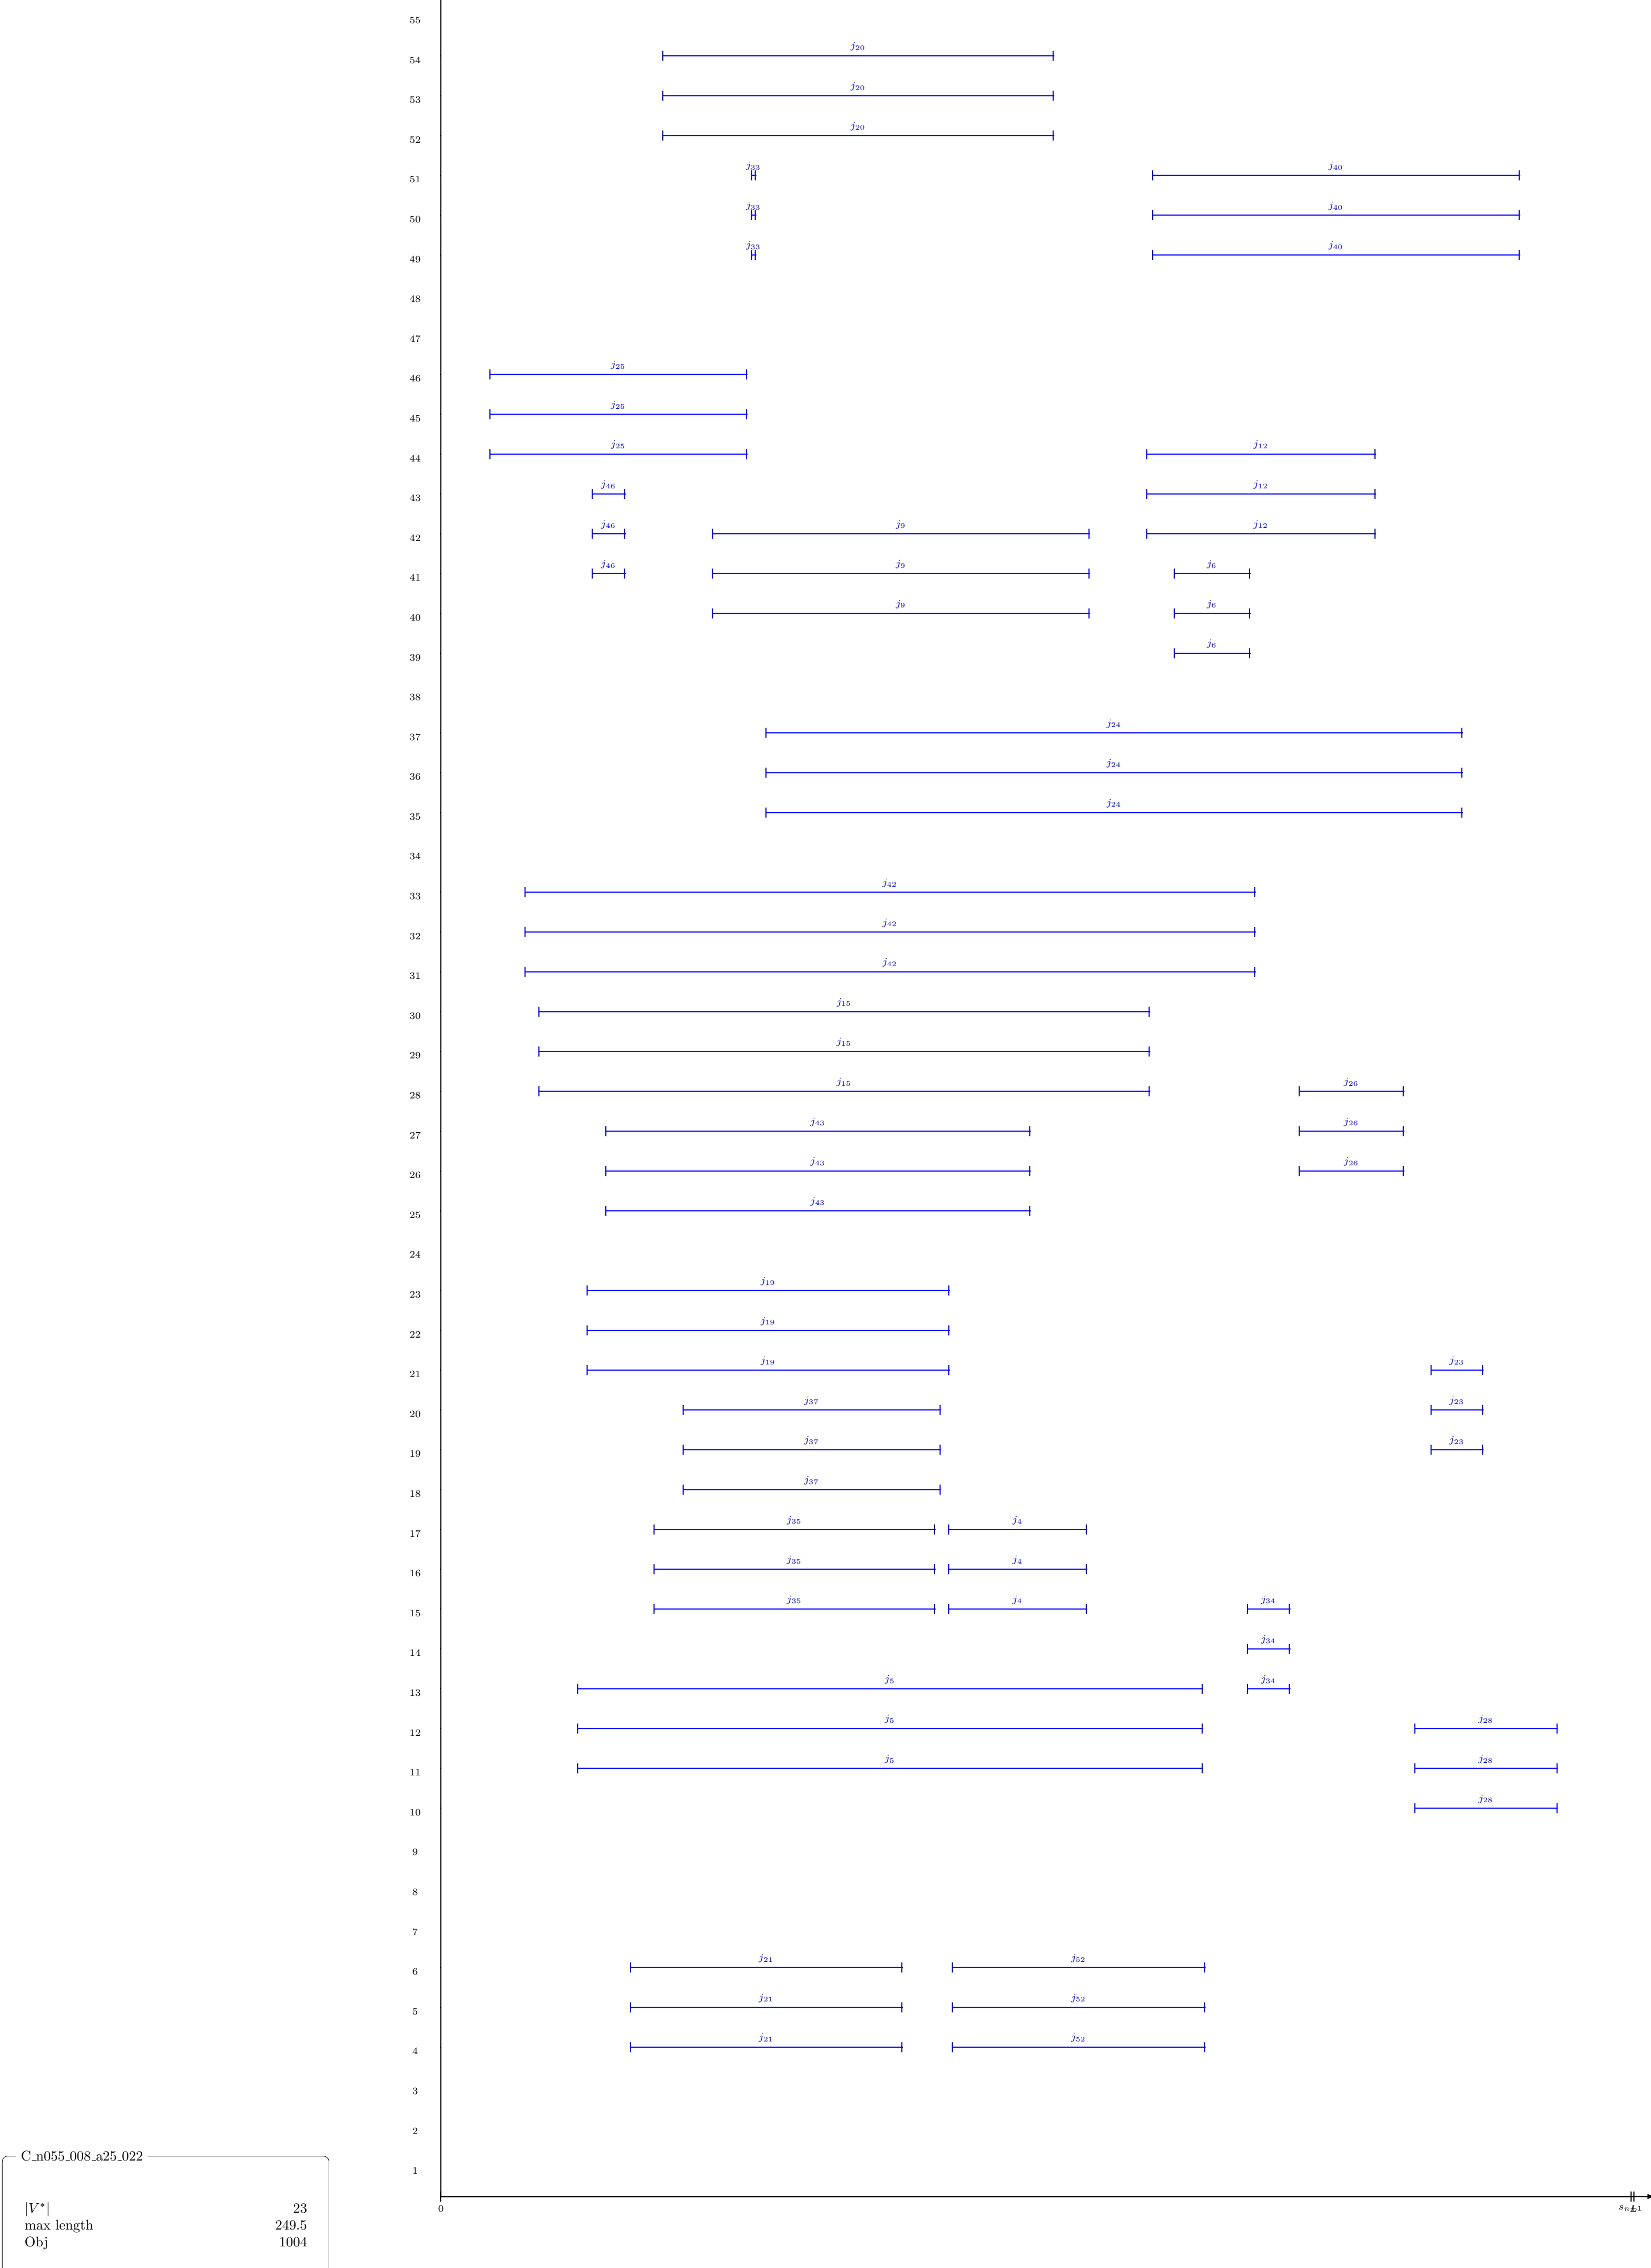 55
j20
54
j20
53
j20
52
j33 j40
51
j33 j40
50
j33 j40
49
48
47
j25
46
j25
45
j25 j12
44
j46 j12
43
j46 j9 j12
42
j46 j9 j6
41
j9 j6
40
j6
39
38
j24
37
j24
36
j24
35
34
j42
33
j42
32
j42
31
j15
30
j15
29
j15 j26
28
j43 j26
27
j43 j26
26
j43
25
24
j19
23
j19
22
j19 j23
21
j37 j23
20
j37 j23
19
j37
18
j35 j4
17
j35 j4
16
j35 j4 j34
15
j34
14
j5 j34
13
j5 j28
12
j5 j28
11
j28
10
9
8
7
j21 j52
6
j21 j52
5
j21 j52
4
3
2
C_n055_008_a25_022
1
|V*| 23
0
max length 249.5
Obj 1004